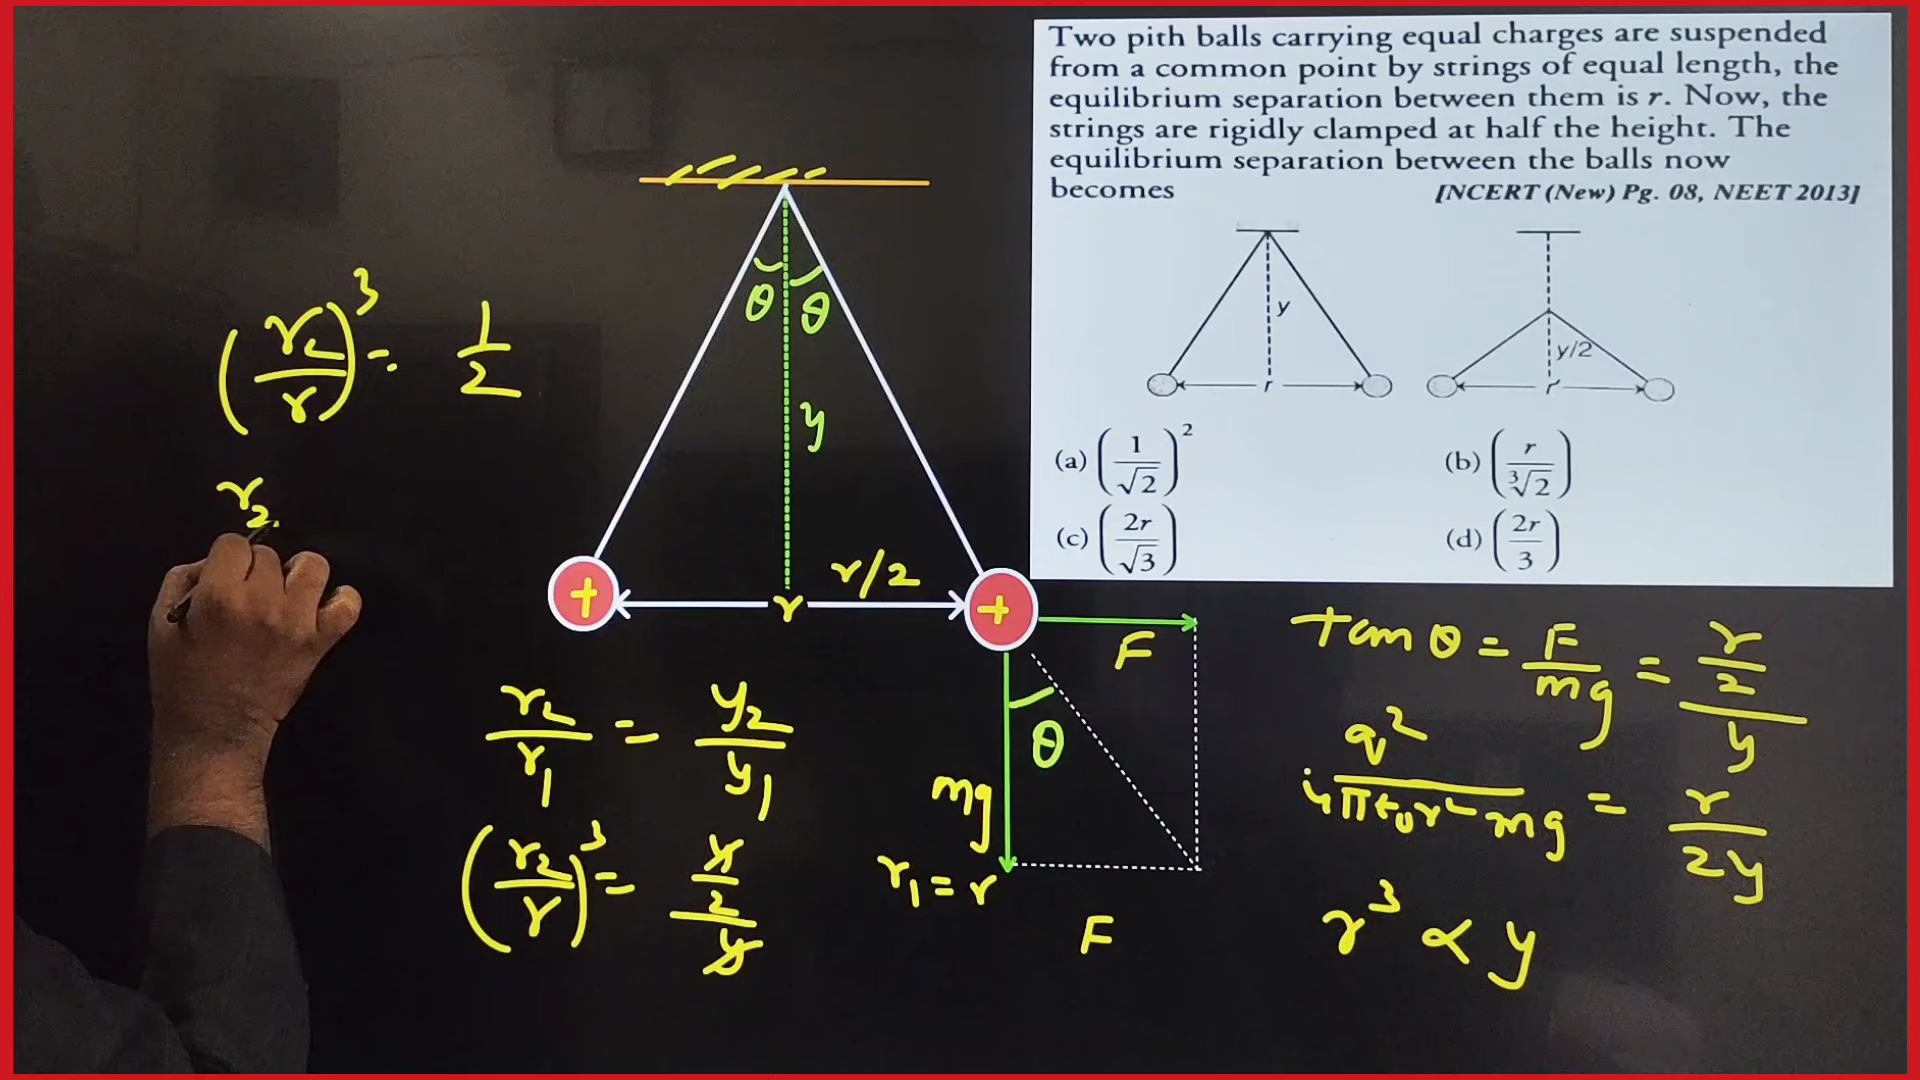 Two pith balls carrying equal charges are suspended
from a common point by strings of equal length, the
equilibrium separation between them is r. Now, the
strings are rigidly clamped at half the height. The
equilibrium separation between the balls now
becomes [NCERT (New) Pg. 08, NEET 2013]
y
r
y/2
r'
(a) (1/√2)²
(b) (r/∛2)
(c) (2r/√3)
(d) (2r/3)
θ θ
y
+ r r/2 +
F
θ
mg
F
tan θ = F/mg = (r/2)/y
q²/4π∈₀r² mg = r/2y
r³ ∝ y
r₂/r₁ = y₂/y₁
r₁ = r
(r₂/r)³ = (y/2)/y
(r₂/r)³ = 1/2
r₂